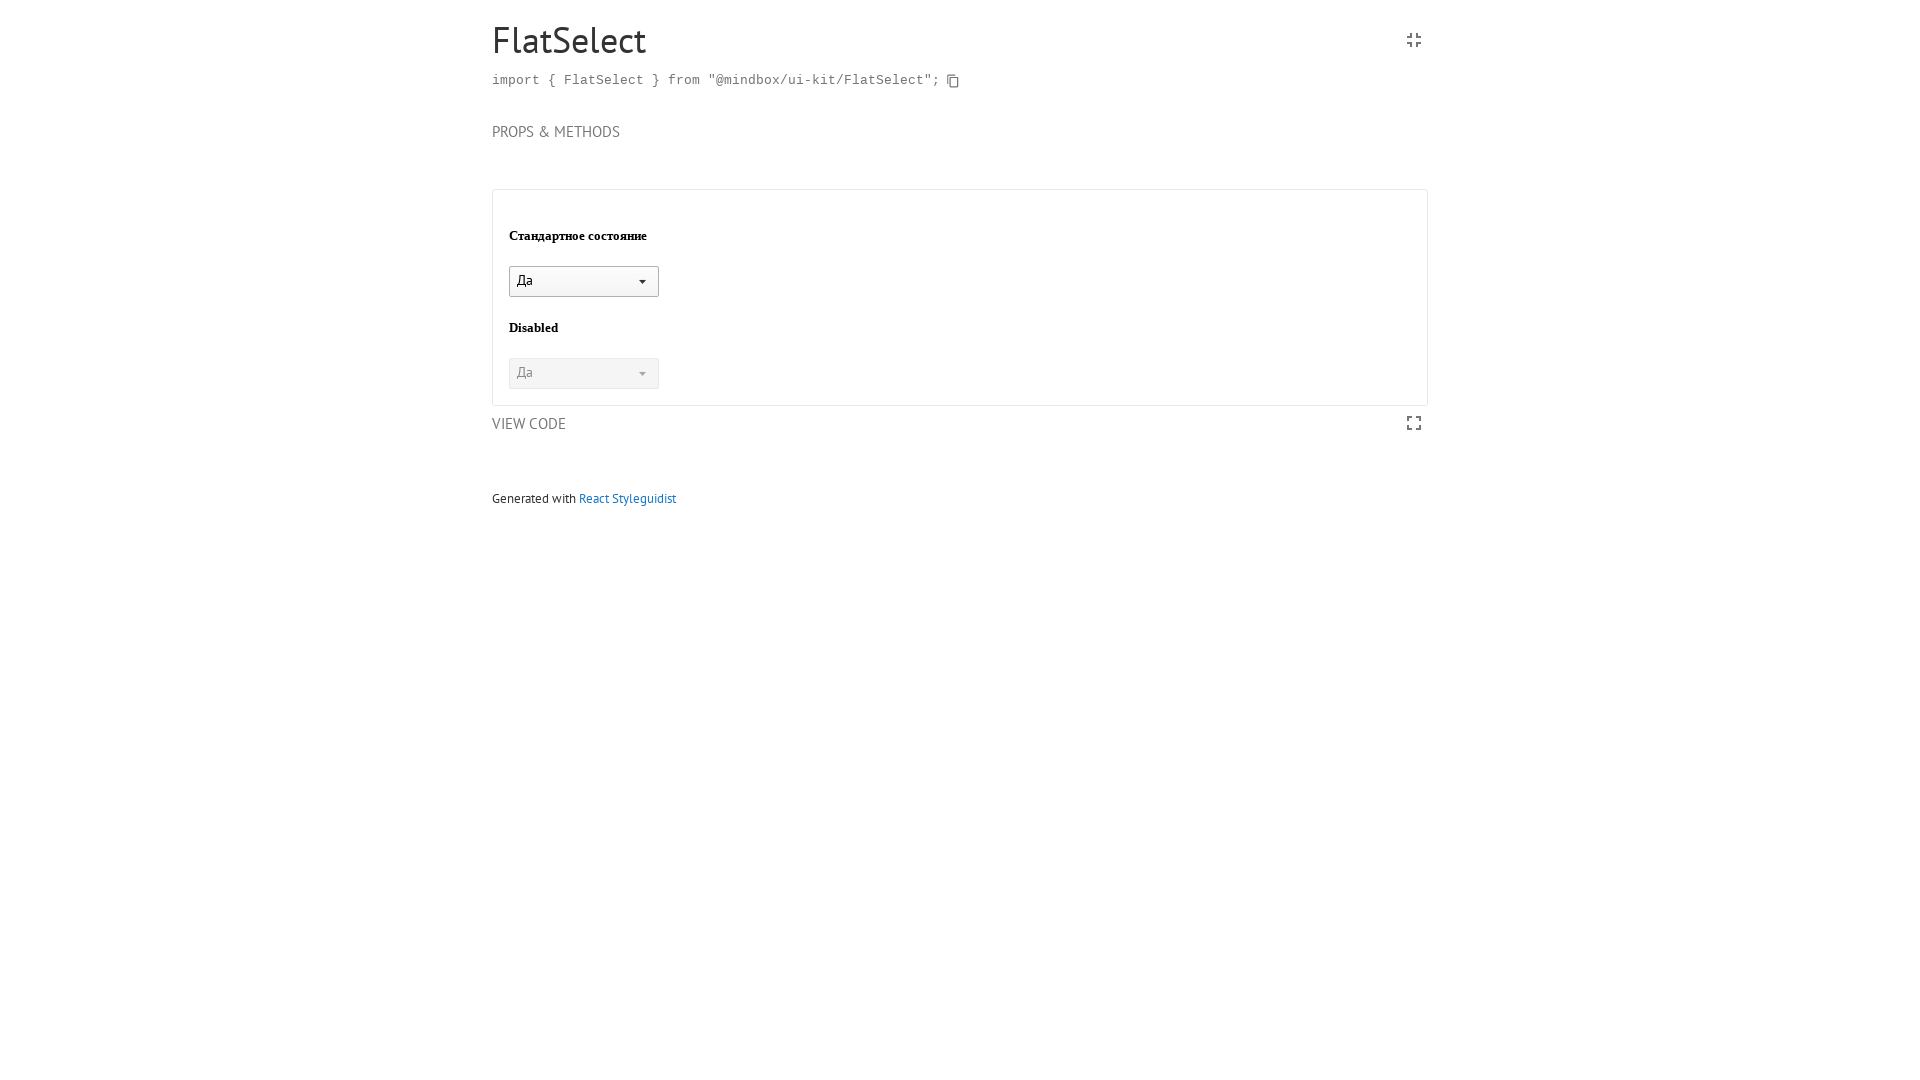 FlatSelect
import { FlatSelect } from "@mindbox/ui-kit/FlatSelect";
PROPS & METHODS
Стандартное состояние
Да
Disabled
Да
VIEW CODE
Generated with React Styleguidist